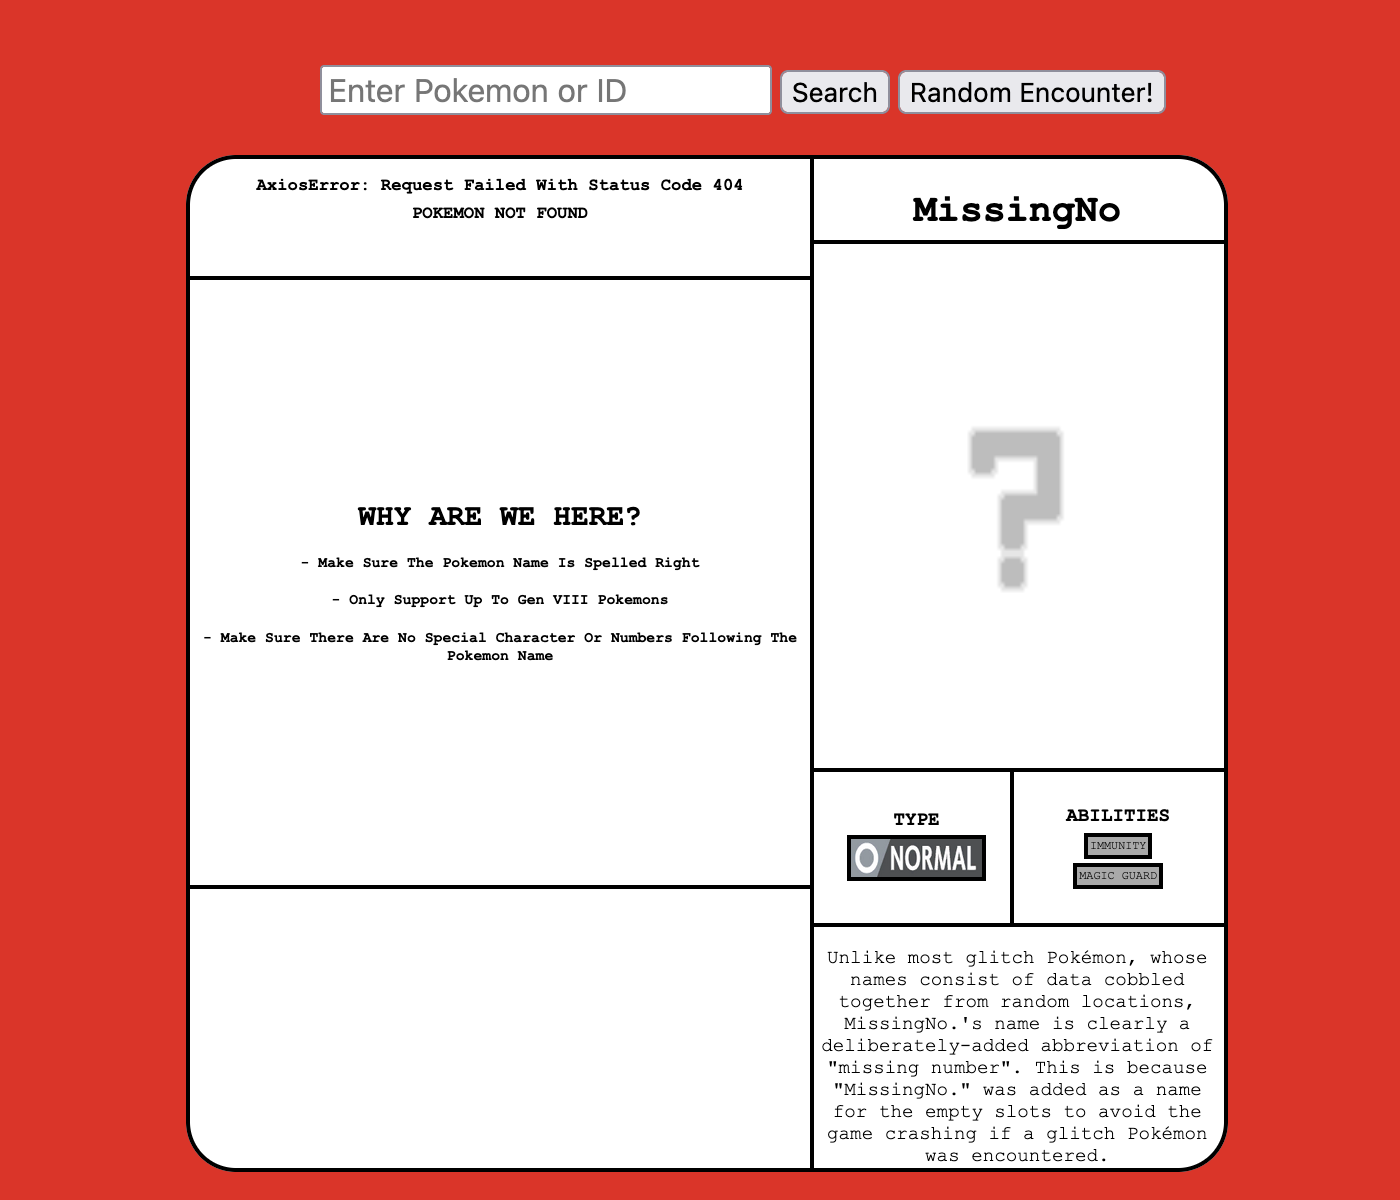 Enter Pokemon or ID
Search
Random Encounter!
AxiosError: Request Failed With Status Code 404
POKEMON NOT FOUND
WHY ARE WE HERE?
- Make Sure The Pokemon Name Is Spelled Right
- Only Support Up To Gen VIII Pokemons
- Make Sure There Are No Special Character Or Numbers Following The
Pokemon Name
MissingNo
?
TYPE
NORMAL
ABILITIES
IMMUNITY
MAGIC GUARD
Unlike most glitch Pokémon, whose
names consist of data cobbled
together from random locations,
MissingNo.'s name is clearly a
deliberately-added abbreviation of
"missing number". This is because
"MissingNo." was added as a name
for the empty slots to avoid the
game crashing if a glitch Pokémon
was encountered.